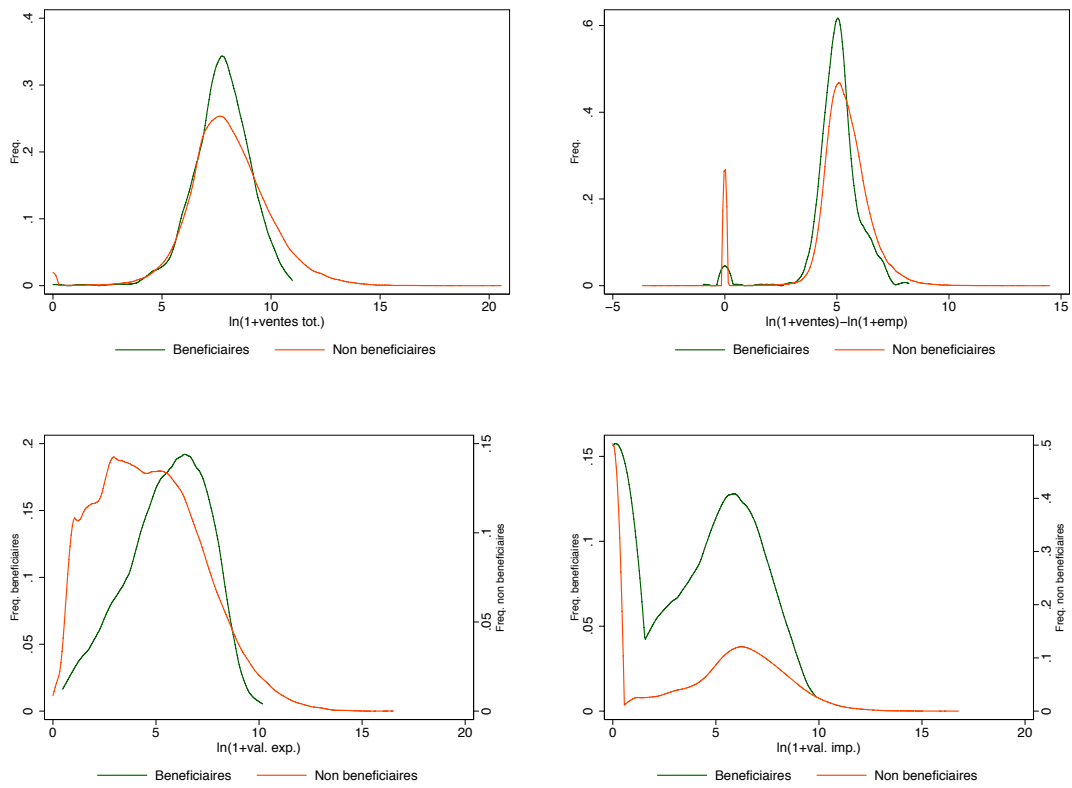 .4
.3
.2
.1
0
Freq.
0 5 10 15 20
ln(1+ventes tot.)
Beneficiaires Non beneficiaires
.6
.4
.2
0
Freq.
−5 0 5 10 15
ln(1+ventes)−ln(1+emp)
Beneficiaires Non beneficiaires
.2
.15
.1
.05
0
Freq. beneficiaires
.15
.1
.05
0
Freq. non beneficiaires
0 5 10 15 20
ln(1+val. exp.)
Beneficiaires Non beneficiaires
.15
.1
.05
0
Freq. beneficiaires
.5
.4
.3
.2
.1
0
Freq. non beneficiaires
0 5 10 15 20
ln(1+val. imp.)
Beneficiaires Non beneficiaires